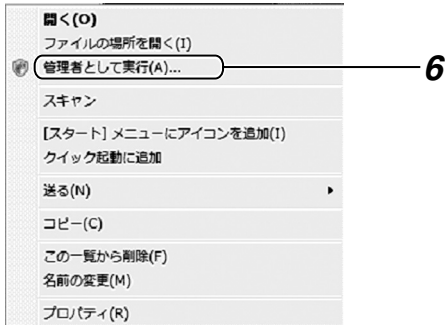 開く(O)
ファイルの場所を開く(I)
管理者として実行(A)...
6
スキャン
[スタート] メニューにアイコンを追加(I)
クイック起動に追加
送る(N)
コピー(C)
この一覧から削除(F)
名前の変更(M)
プロパティ(R)